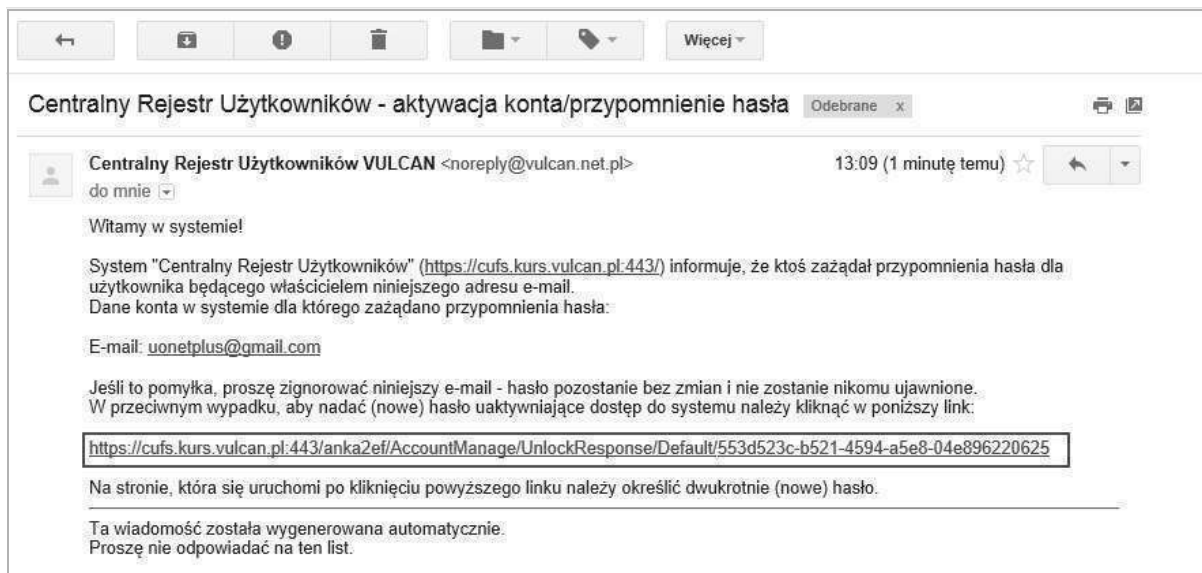 Więcej
Centralny Rejestr Użytkowników - aktywacja konta/przypomnienie hasła Odebrane x
Centralny Rejestr Użytkowników VULCAN <noreply@vulcan.net.pl> 13:09 (1 minutę temu)
do mnie
Witamy w systemie!
System "Centralny Rejestr Użytkowników" (https://cufs.kurs.vulcan.pl:443/) informuje, że ktoś zażądał przypomnienia hasła dla
użytkownika będącego właścicielem niniejszego adresu e-mail.
Dane konta w systemie dla którego zażądano przypomnienia hasła:
E-mail: uonetplus@gmail.com
Jeśli to pomyłka, proszę zignorować niniejszy e-mail - hasło pozostanie bez zmian i nie zostanie nikomu ujawnione.
W przeciwnym wypadku, aby nadać (nowe) hasło uaktywniające dostęp do systemu należy kliknąć w poniższy link:
https://cufs.kurs.vulcan.pl:443/anka2ef/AccountManage/UnlockResponse/Default/553d523c-b521-4594-a5e8-04e896220625
Na stronie, która się uruchomi po kliknięciu powyższego linku należy określić dwukrotnie (nowe) hasło.
Ta wiadomość została wygenerowana automatycznie.
Proszę nie odpowiadać na ten list.